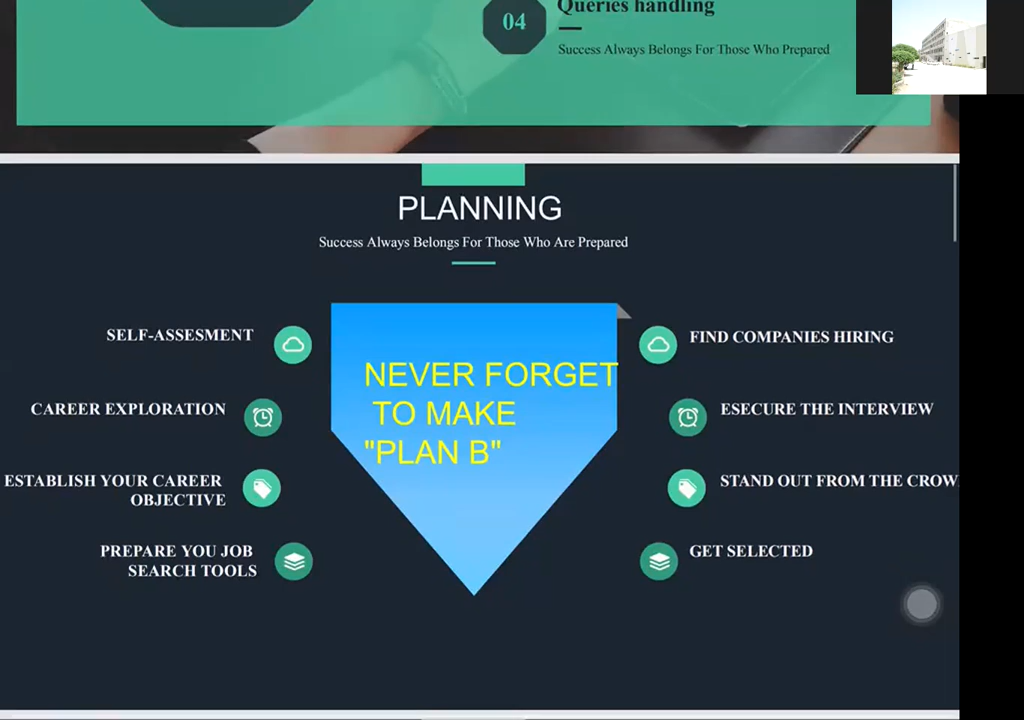 Queries handling
04
Success Always Belongs For Those Who Prepared
PLANNING
Success Always Belongs For Those Who Are Prepared
SELF-ASSESMENT
CAREER EXPLORATION
ESTABLISH YOUR CAREER
OBJECTIVE
PREPARE YOU JOB
SEARCH TOOLS
NEVER FORGET
TO MAKE
"PLAN B"
FIND COMPANIES HIRING
ESECURE THE INTERVIEW
STAND OUT FROM THE CROW
GET SELECTED